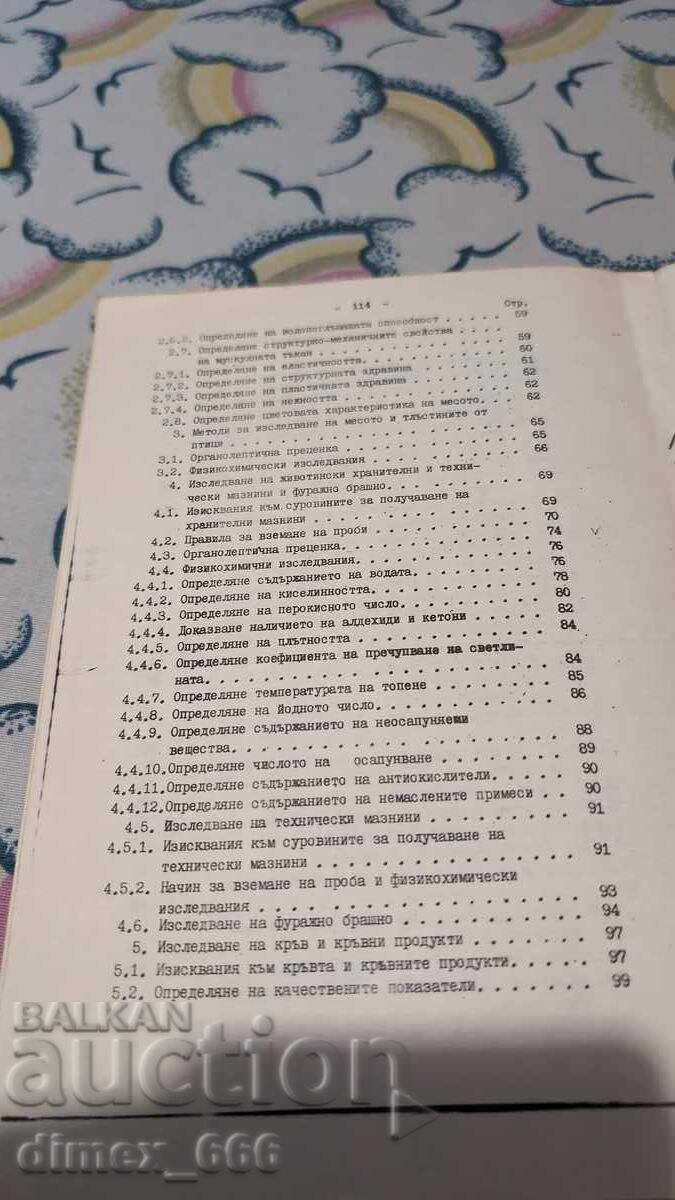 - 114 -
Стр.
2.6.2. Определяне на водопоглъщащата способност . . . . . 59
2.7. Определяне структурно-механичните свойства
на мускулната тъкан . . . . . . . . . . . . 59
2.7.1. Определяне на еластичността. . . . . . . . . . 60
2.7.2. Определяне на структурната здравина . . . . . . . 61
2.7.3. Определяне на пластичната здравина . . . . . . . 62
2.7.4. Определяне на нежността . . . . . . . . . . . 62
2.8. Определяне цветовата характеристика на месото. . . 62
3. Методи за изследване на месото и тлъстините от
птици . . . . . . . . . . . . . . . . . 65
3.1. Органолептична преценка . . . . . . . . . . . 65
3.2. Физикохимически изследвания . . . . . . . . . . 66
4. Изследване на животински хранителни и техни-
чески мазнини и фуражно брашно. . . . . . . . . . 69
4.1. Изисквания към суровините за получаване на
хранителни мазнини . . . . . . . . . . . . . 69
4.2. Правила за вземане на проби . . . . . . . . . . 70
4.3. Органолептична преценка. . . . . . . . . . . . 74
4.4. Физикохимични изследвания. . . . . . . . . . . 76
4.4.1. Определяне съдържанието на водата. . . . . . . . 76
4.4.2. Определяне на киселинността. . . . . . . . . . 78
4.4.3. Определяне на перокисното число. . . . . . . . . 80
4.4.4. Доказване наличието на алдехиди и кетони . . . . . 82
4.4.5. Определяне на плътността . . . . . . . . . . . 84
4.4.6. Определяне коефициента на пречупване на светли-
ната. . . . . . . . . . . . . . . . . . 84
4.4.7. Определяне температурата на топене . . . . . . . 85
4.4.8. Определяне на йодното число. . . . . . . . . . 86
4.4.9. Определяне съдържанието на неосапуняеми
вещества. . . . . . . . . . . . . . . . . 88
4.4.10. Определяне числото на осапунване . . . . . . . . 89
4.4.11. Определяне съдържанието на антиокислители. . . . . 90
4.4.12. Определяне съдържанието на немаслените примеси . . 90
4.5. Изследване на технически мазнини . . . . . . . . 91
4.5.1. Изисквания към суровините за получаване на
технически мазнини . . . . . . . . . . . . . 91
4.5.2. Начин за вземане на проба и физикохимически
изследвания . . . . . . . . . . . . . . . 93
4.6. Изследване на фуражно брашно . . . . . . . . . 94
5. Изследване на кръв и кръвни продукти . . . . . . . 97
5.1. Изисквания към кръвта и кръвните продукти. . . . . 97
5.2. Определяне на качествените показатели. . . . . . . 99
BALKAN
auction
dimex_666